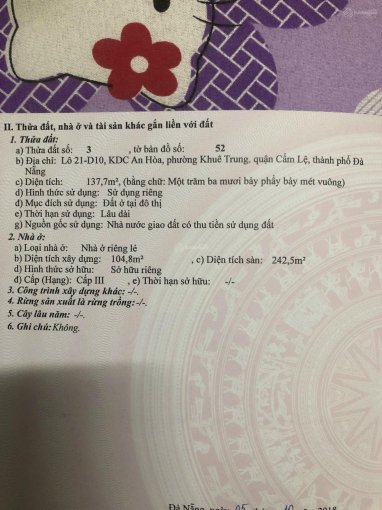 II. Thửa đất, nhà ở và tài sản khác gắn liền với đất
1. Thửa đất:
a) Thửa đất số: 3 , tờ bản đồ số: 52
b) Địa chỉ: Lô 21-D10, KDC An Hòa, phường Khuê Trung, quận Cẩm Lệ, thành phố Đà
Nẵng
c) Diện tích: 137,7m², (bằng chữ: Một trăm ba mươi bảy phẩy bảy mét vuông)
d) Hình thức sử dụng: Sử dụng riêng
đ) Mục đích sử dụng: Đất ở tại đô thị
e) Thời hạn sử dụng: Lâu dài
g) Nguồn gốc sử dụng: Nhà nước giao đất có thu tiền sử dụng đất
2. Nhà ở:
a) Loại nhà ở: Nhà ở riêng lẻ
b) Diện tích xây dựng: 104,8m² , c) Diện tích sàn: 242,5m²
d) Hình thức sở hữu: Sở hữu riêng
đ) Cấp (Hạng): Cấp III , e) Thời hạn sở hữu: -/-
3. Công trình xây dựng khác: -/-.
4. Rừng sản xuất là rừng trồng: -/-.
5. Cây lâu năm: -/-.
6. Ghi chú: Không.
Đà Nẵng, ngày 05 10 2018